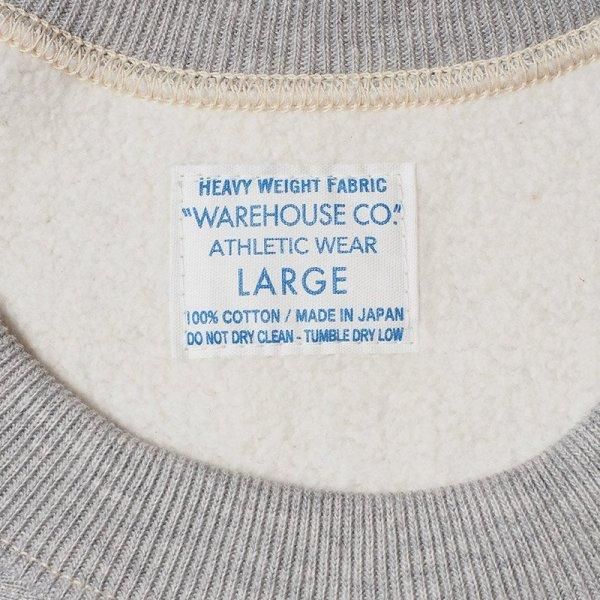 HEAVY WEIGHT FABRIC
"WAREHOUSE CO."
ATHLETIC WEAR
LARGE
100% COTTON / MADE IN JAPAN
DO NOT DRY CLEAN - TUMBLE DRY LOW